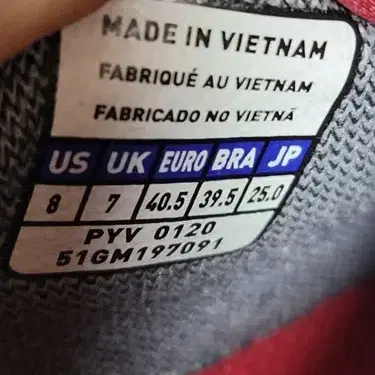 MADE IN VIETNAM
FABRIQUÉ AU VIETNAM
FABRICADO NO VIETNÃ
US UK EURO BRA JP
8 7 40.5 39.5 25.0
PYV 0120
51GM197091